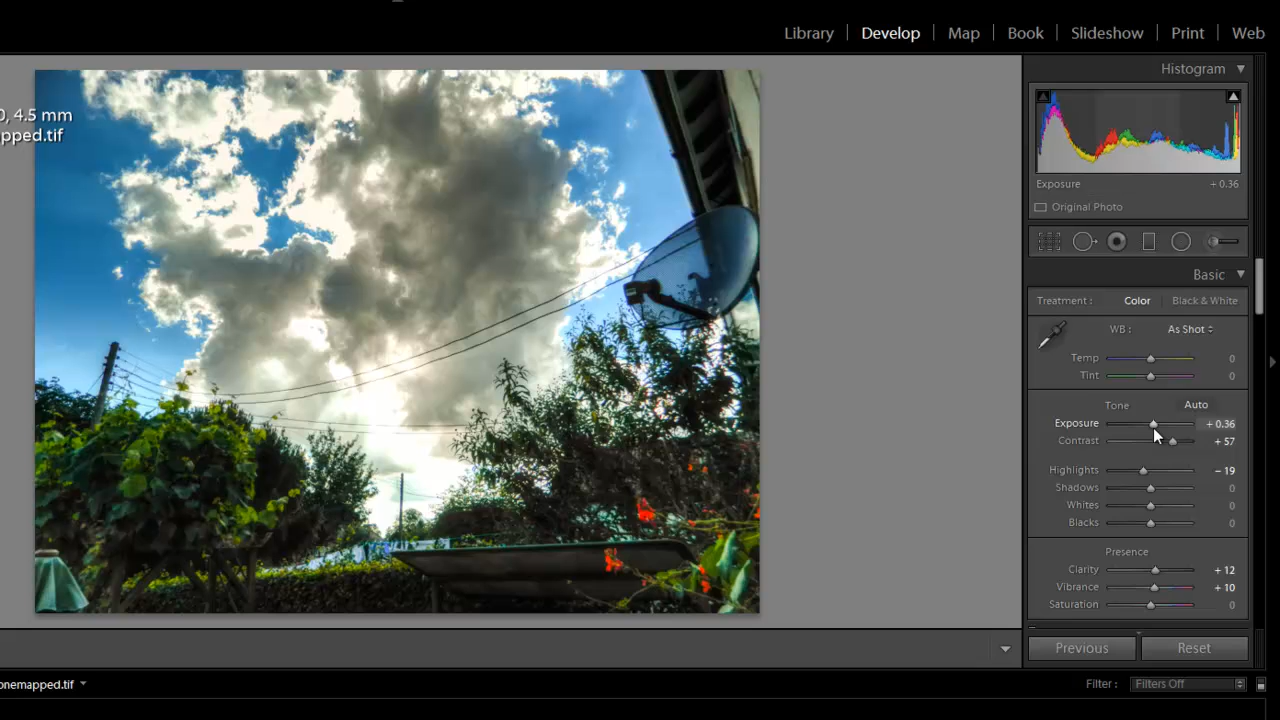 Library Develop Map Book Slideshow Print Web
Histogram
0, 4.5 mm
pped.tif
Exposure + 0.36
Original Photo
Basic
Treatment : Color Black & White
WB : As Shot
Temp 0
Tint 0
Tone Auto
Exposure + 0.36
Contrast + 57
Highlights − 19
Shadows 0
Whites 0
Blacks 0
Presence
Clarity + 12
Vibrance + 10
Saturation 0
Previous Reset
onemapped.tif Filter : Filters Off